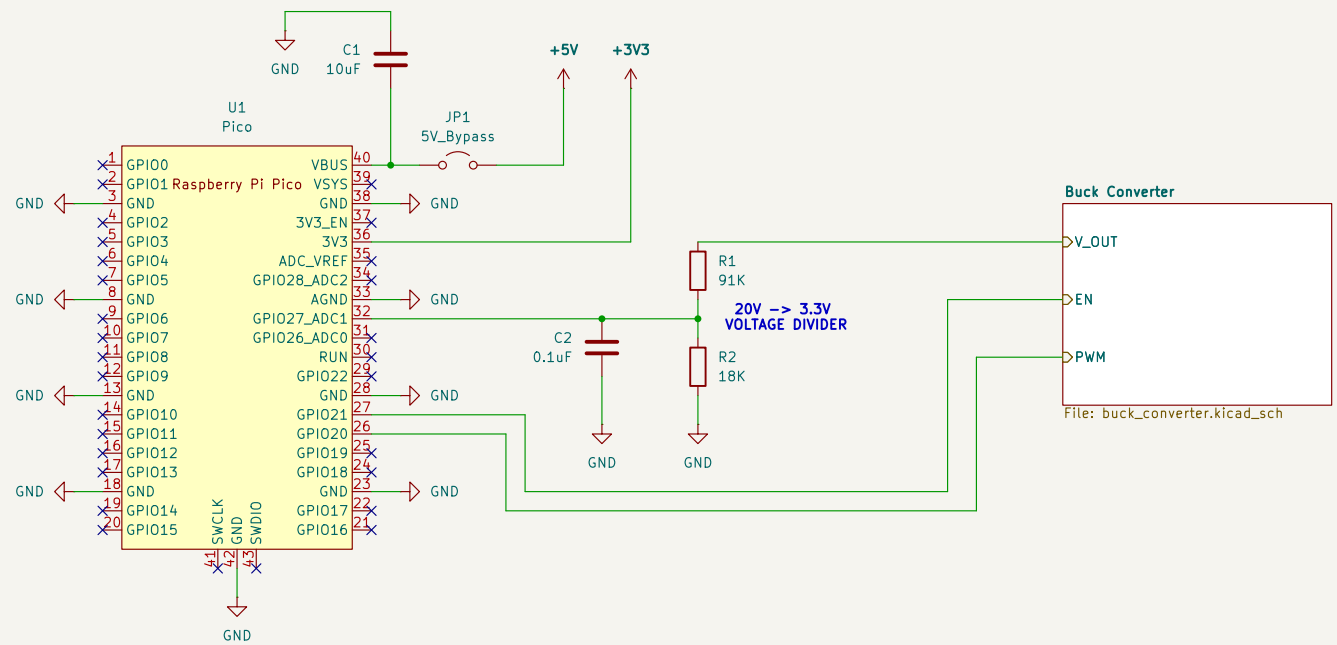 C1
10uF
GND
+5V
+3V3
U1
Pico
JP1
5V_Bypass
Raspberry Pi Pico
1 GPIO0
2 GPIO1
GND 3 GND
4 GPIO2
5 GPIO3
6 GPIO4
7 GPIO5
GND 8 GND
9 GPIO6
10 GPIO7
11 GPIO8
12 GPIO9
GND 13 GND
14 GPIO10
15 GPIO11
16 GPIO12
17 GPIO13
GND 18 GND
19 GPIO14
20 GPIO15
VBUS 40
VSYS 39
GND 38 GND
3V3_EN 37
3V3 36
ADC_VREF 35
GPIO28_ADC2 34
AGND 33 GND
GPIO27_ADC1 32
GPIO26_ADC0 31
RUN 30
GPIO22 29
GND 28 GND
GPIO21 27
GPIO20 26
GPIO19 25
GPIO18 24
GND 23 GND
GPIO17 22
GPIO16 21
SWCLK 41
GND 42
SWDIO 43
GND
C2
0.1uF
GND
R1
91K
20V -> 3.3V
VOLTAGE DIVIDER
R2
18K
GND
Buck Converter
V_OUT
EN
PWM
File: buck_converter.kicad_sch